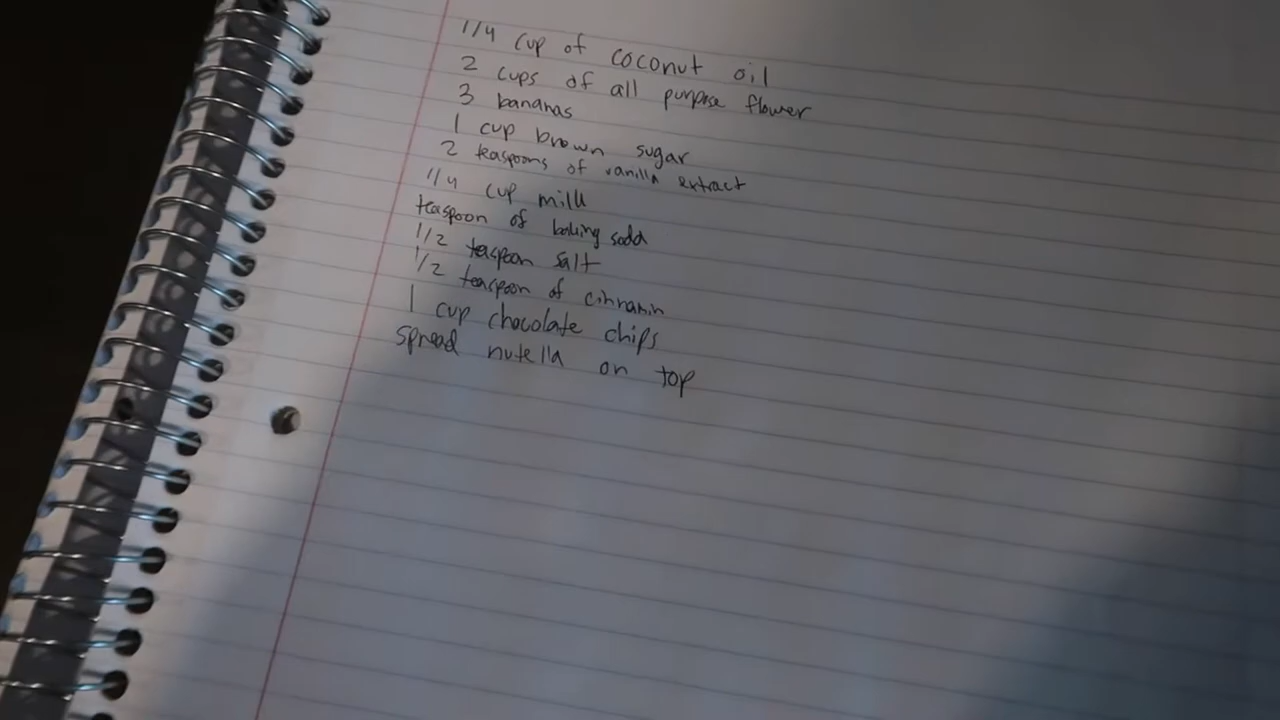 1/4 cup of coconut oil
2 cups of all purpose flower
3 bananas
1 cup brown sugar
2 teaspoons of vanilla extract
1/4 cup milk
teaspoon of baking soda
1/2 teaspoon salt
1/2 teaspoon of cinnamin
1 cup chocolate chips
spread nutella on top